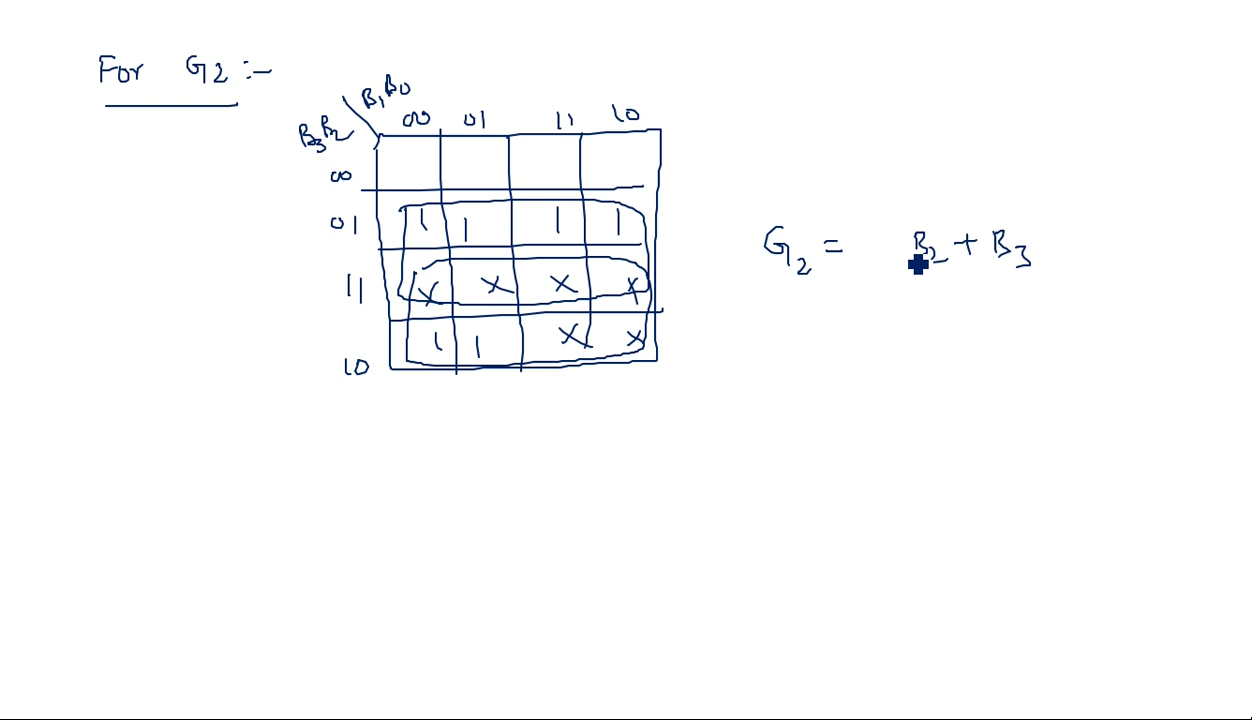 For G2 :-
B1B0
B3B2 00 01 11 10
00
01 1 1 1 1
11 X X X X
10 1 1 X X
G2 = B2 + B3